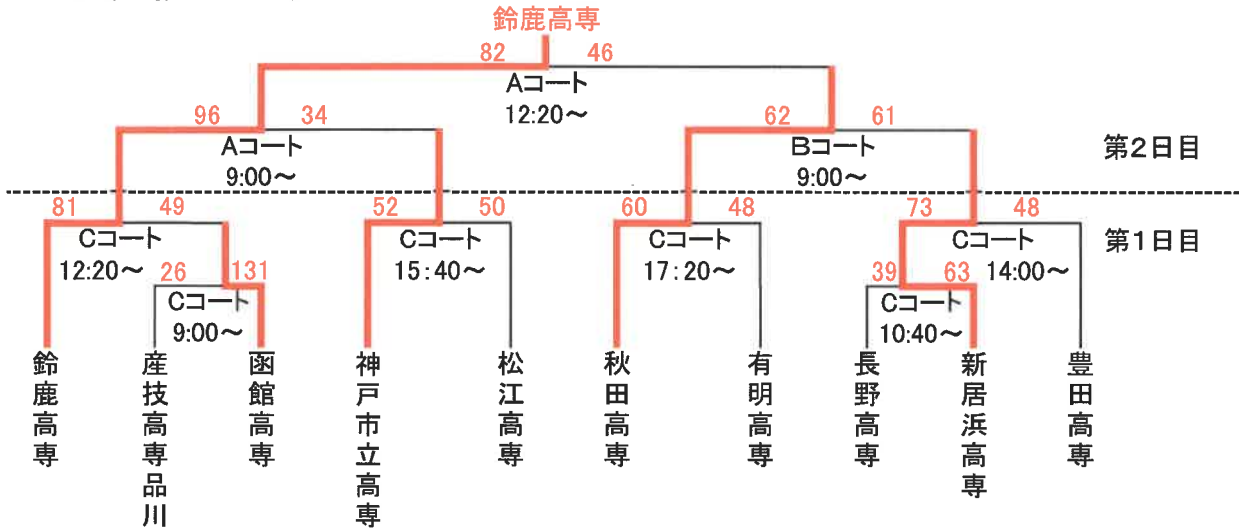 鈴鹿高専
82 46
Aコート
12:20～
96 34
62 61
Aコート
9:00～
Bコート
9:00～
第2日目
81 49
52 50
60 48
73 48
Cコート
12:20～
Cコート
15:40～
Cコート
17:20～
Cコート
14:00～
第1日目
26 131
Cコート
9:00～
39 63
Cコート
10:40～
鈴鹿高専
産技高専品川
函館高専
神戸市立高専
松江高専
秋田高専
有明高専
長野高専
新居浜高専
豊田高専